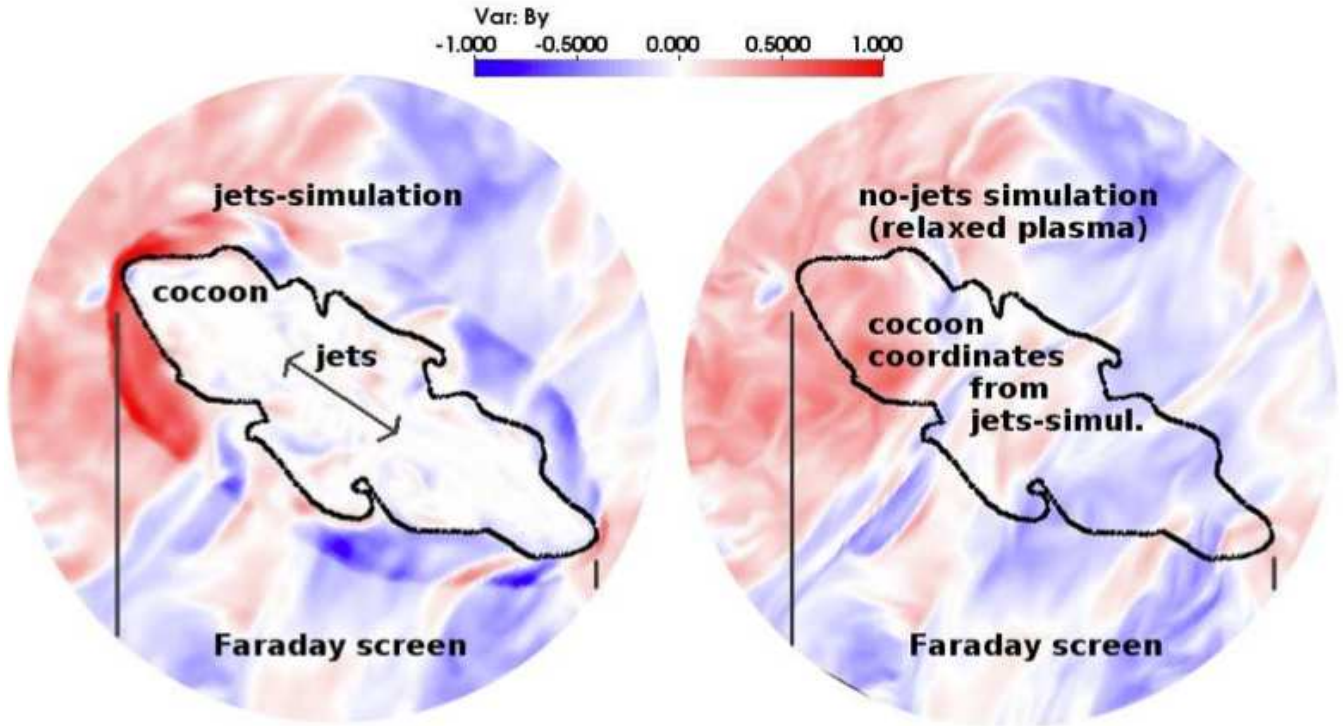 Var: By
-1.000 -0.5000 0.000 0.5000 1.000
jets-simulation
cocoon
jets
Faraday screen
no-jets simulation
(relaxed plasma)
cocoon
coordinates
from
jets-simul.
Faraday screen